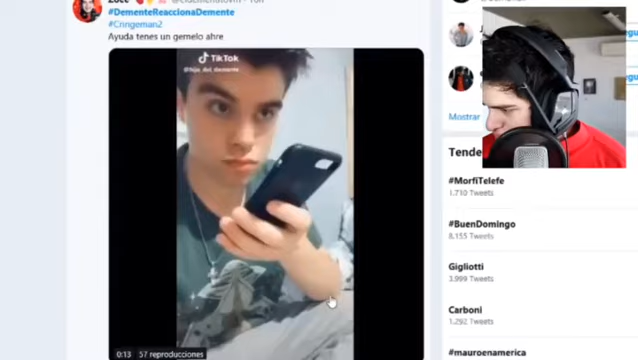 #DementeReaccionaDemente
#Cringeman2
Ayuda tenes un gemelo ahre
TikTok
0:13 57 reproducciones
Mostrar
Tende
#MorfiTelefe
1.710 Tweets
#BuenDomingo
8.155 Tweets
Gigliotti
3.999 Tweets
Carboni
1.292 Tweets
#mauroenamerica